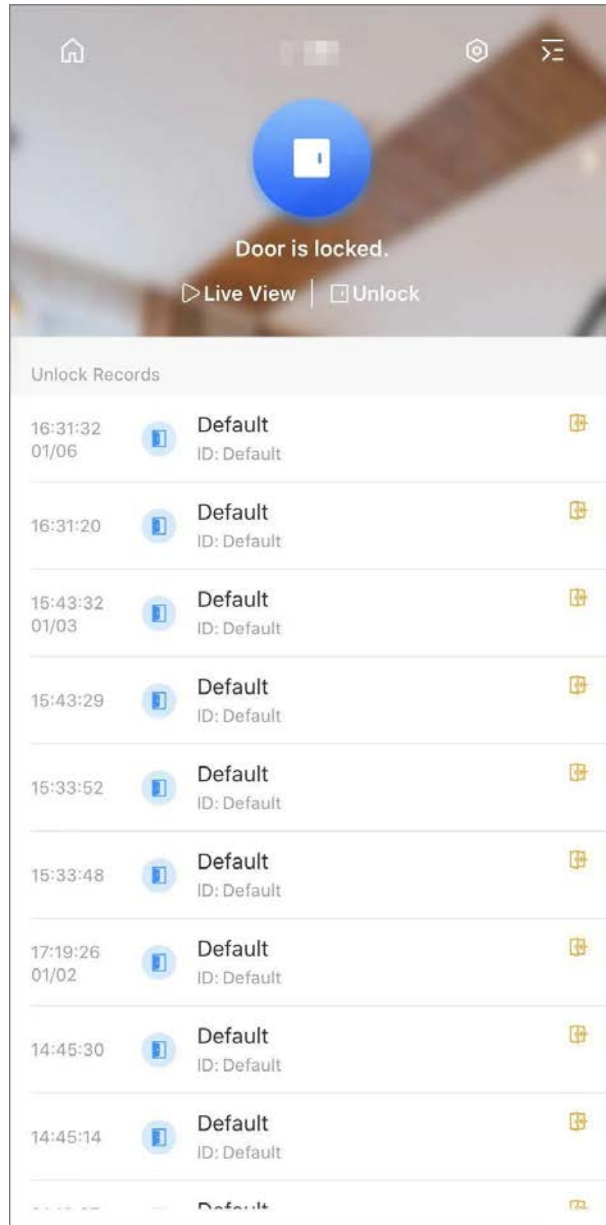 Door is locked.
Live View | Unlock
Unlock Records
16:31:32
01/06
Default
ID: Default
16:31:20
Default
ID: Default
15:43:32
01/03
Default
ID: Default
15:43:29
Default
ID: Default
15:33:52
Default
ID: Default
15:33:48
Default
ID: Default
17:19:26
01/02
Default
ID: Default
14:45:30
Default
ID: Default
14:45:14
Default
ID: Default
Default